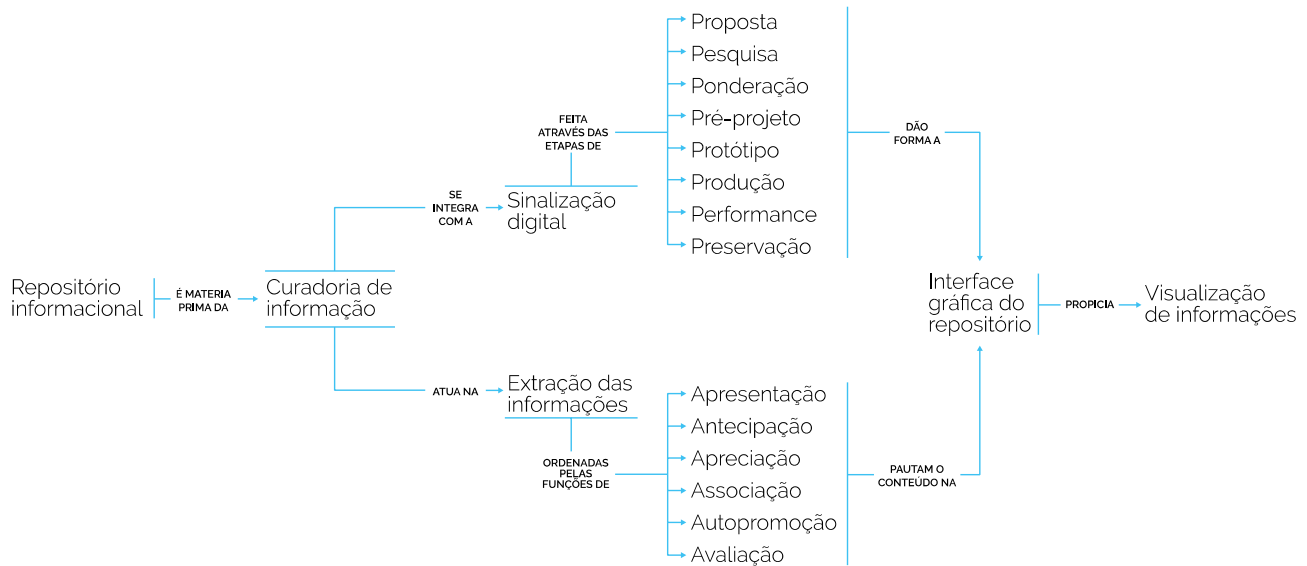 Repositório
informacional
É MATERIA
PRIMA DA
Curadoria de
informação
SE
INTEGRA
COM A
Sinalização
digital
FEITA
ATRAVÉS DAS
ETAPAS DE
Proposta
Pesquisa
Ponderação
Pré-projeto
Protótipo
Produção
Performance
Preservação
DÃO
FORMA A
ATUA NA
Extração das
informações
ORDENADAS
PELAS
FUNÇÕES DE
Apresentação
Antecipação
Apreciação
Associação
Autopromoção
Avaliação
PAUTAM O
CONTEÚDO NA
Interface
gráfica do
repositório
PROPICIA
Visualização
de informações